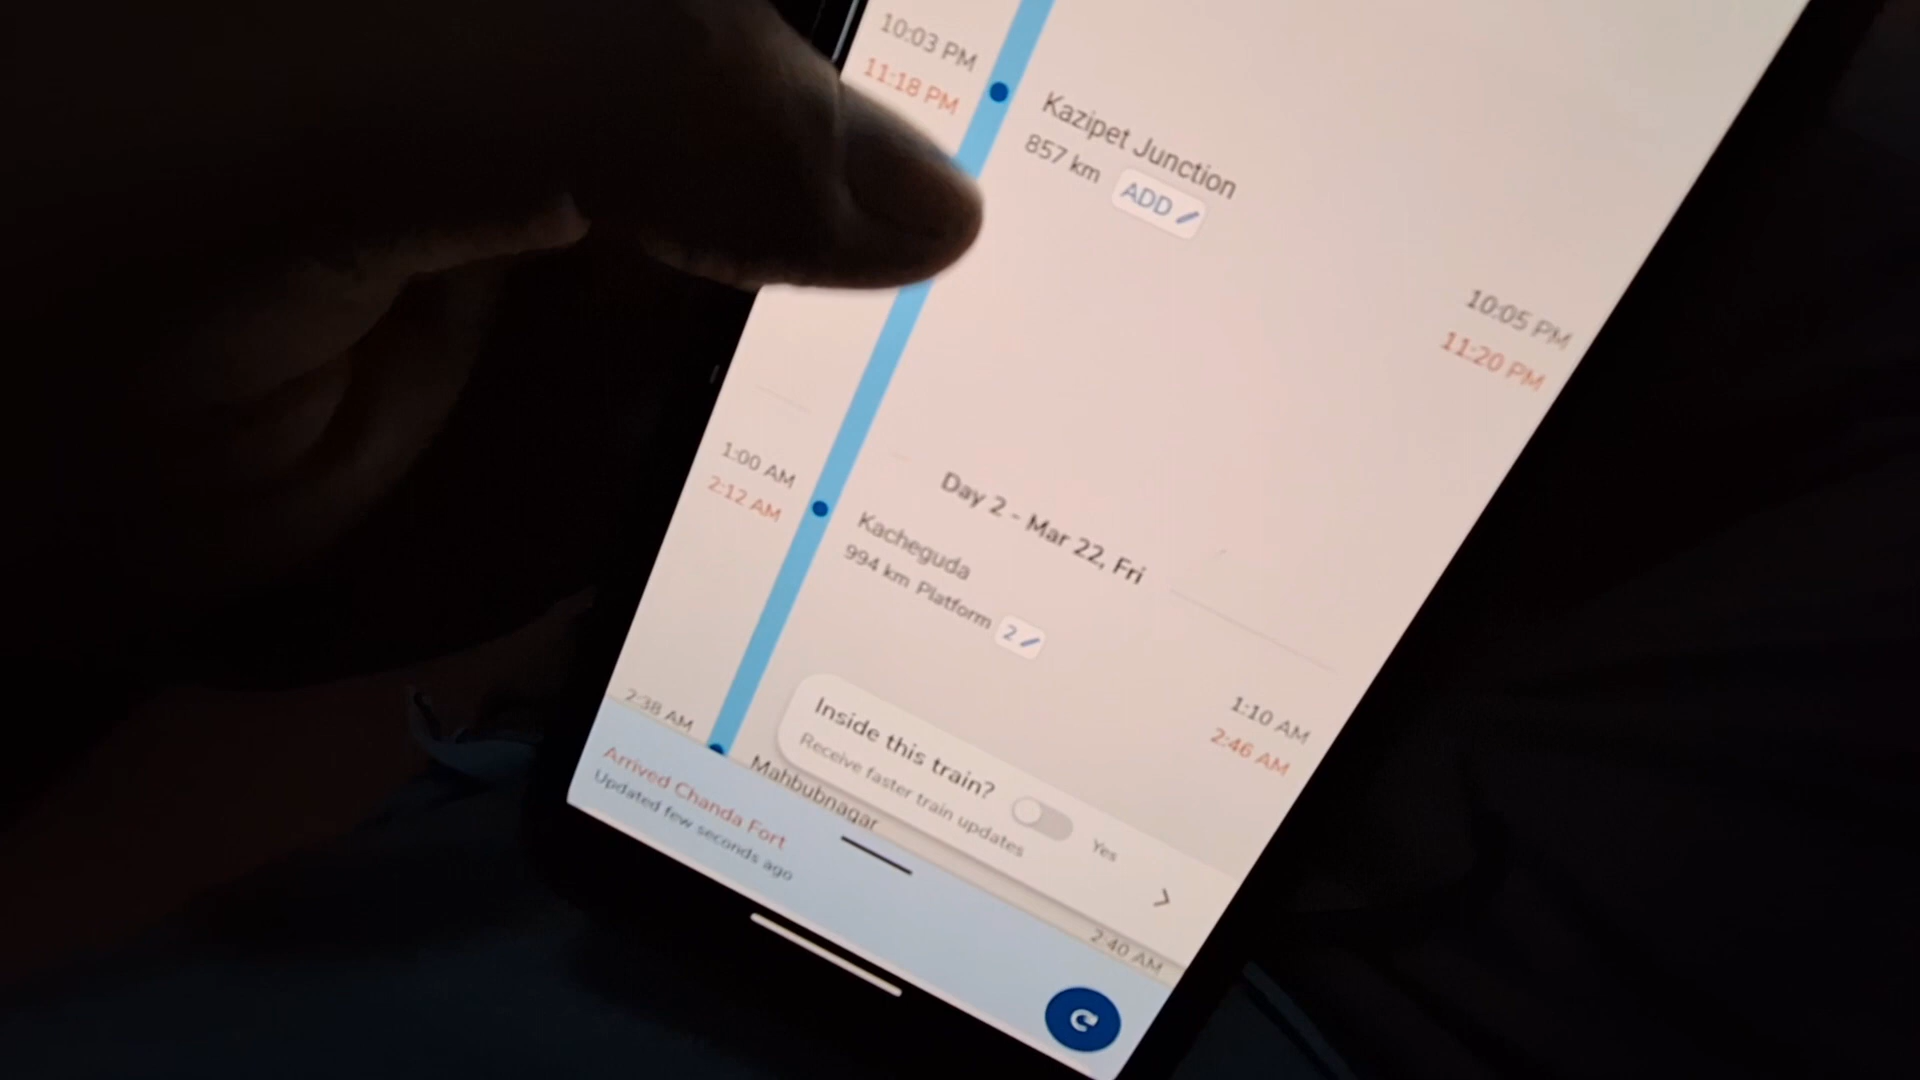 10:03 PM
11:18 PM
Kazipet Junction
857 km ADD
10:05 PM
11:20 PM
Day 2 - Mar 22, Fri
1:00 AM
2:12 AM
Kacheguda
994 km Platform 2
1:10 AM
2:46 AM
2:38 AM
Mahbubnagar
2:40 AM
Inside this train?
Receive faster train updates
Yes
Arrived Chanda Fort
Updated few seconds ago